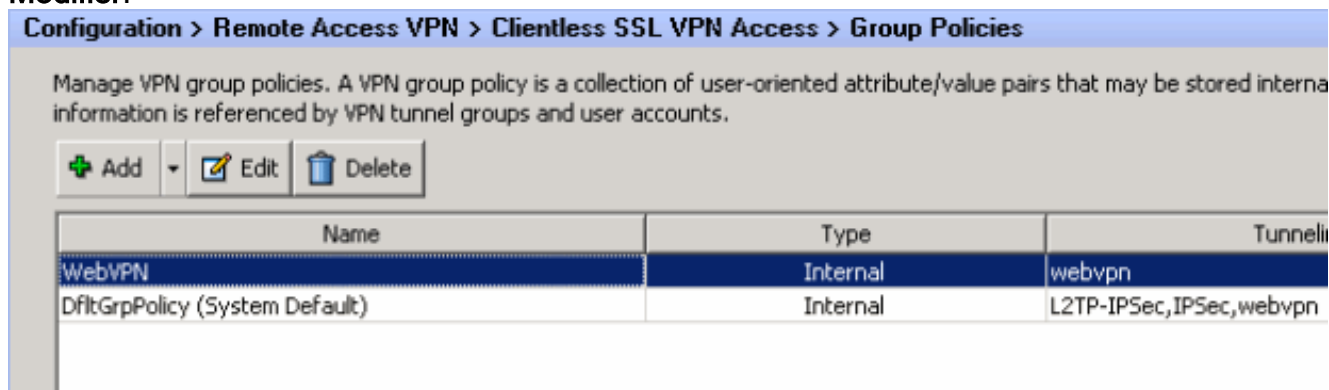 Modifier.
Configuration > Remote Access VPN > Clientless SSL VPN Access > Group Policies
Manage VPN group policies. A VPN group policy is a collection of user-oriented attribute/value pairs that may be stored interna
information is referenced by VPN tunnel groups and user accounts.
Add Edit Delete
Name Type Tunneli
WebVPN Internal webvpn
DfltGrpPolicy (System Default) Internal L2TP-IPSec,IPSec,webvpn